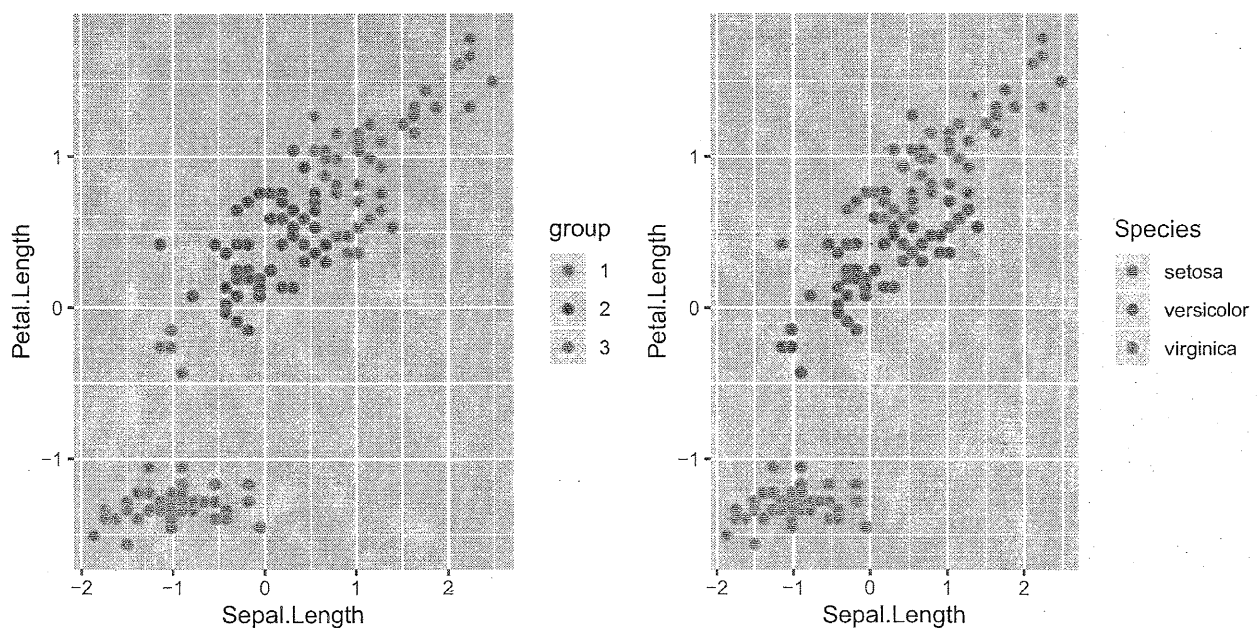 Petal.Length
1
0
−1
−2
−1
0
1
2
Sepal.Length
group
1
2
3
Petal.Length
1
0
−1
−2
−1
0
1
2
Sepal.Length
Species
setosa
versicolor
virginica